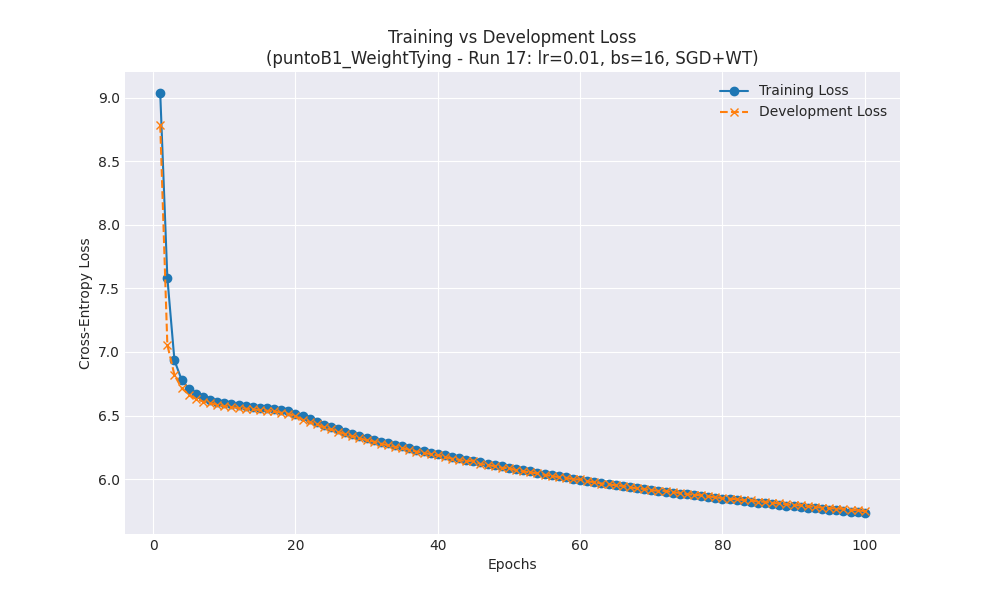 Training vs Development Loss
(puntoB1_WeightTying - Run 17: lr=0.01, bs=16, SGD+WT)
Training Loss
Development Loss
Cross-Entropy Loss
9.0
8.5
8.0
7.5
7.0
6.5
6.0
0
20
40
60
80
100
Epochs